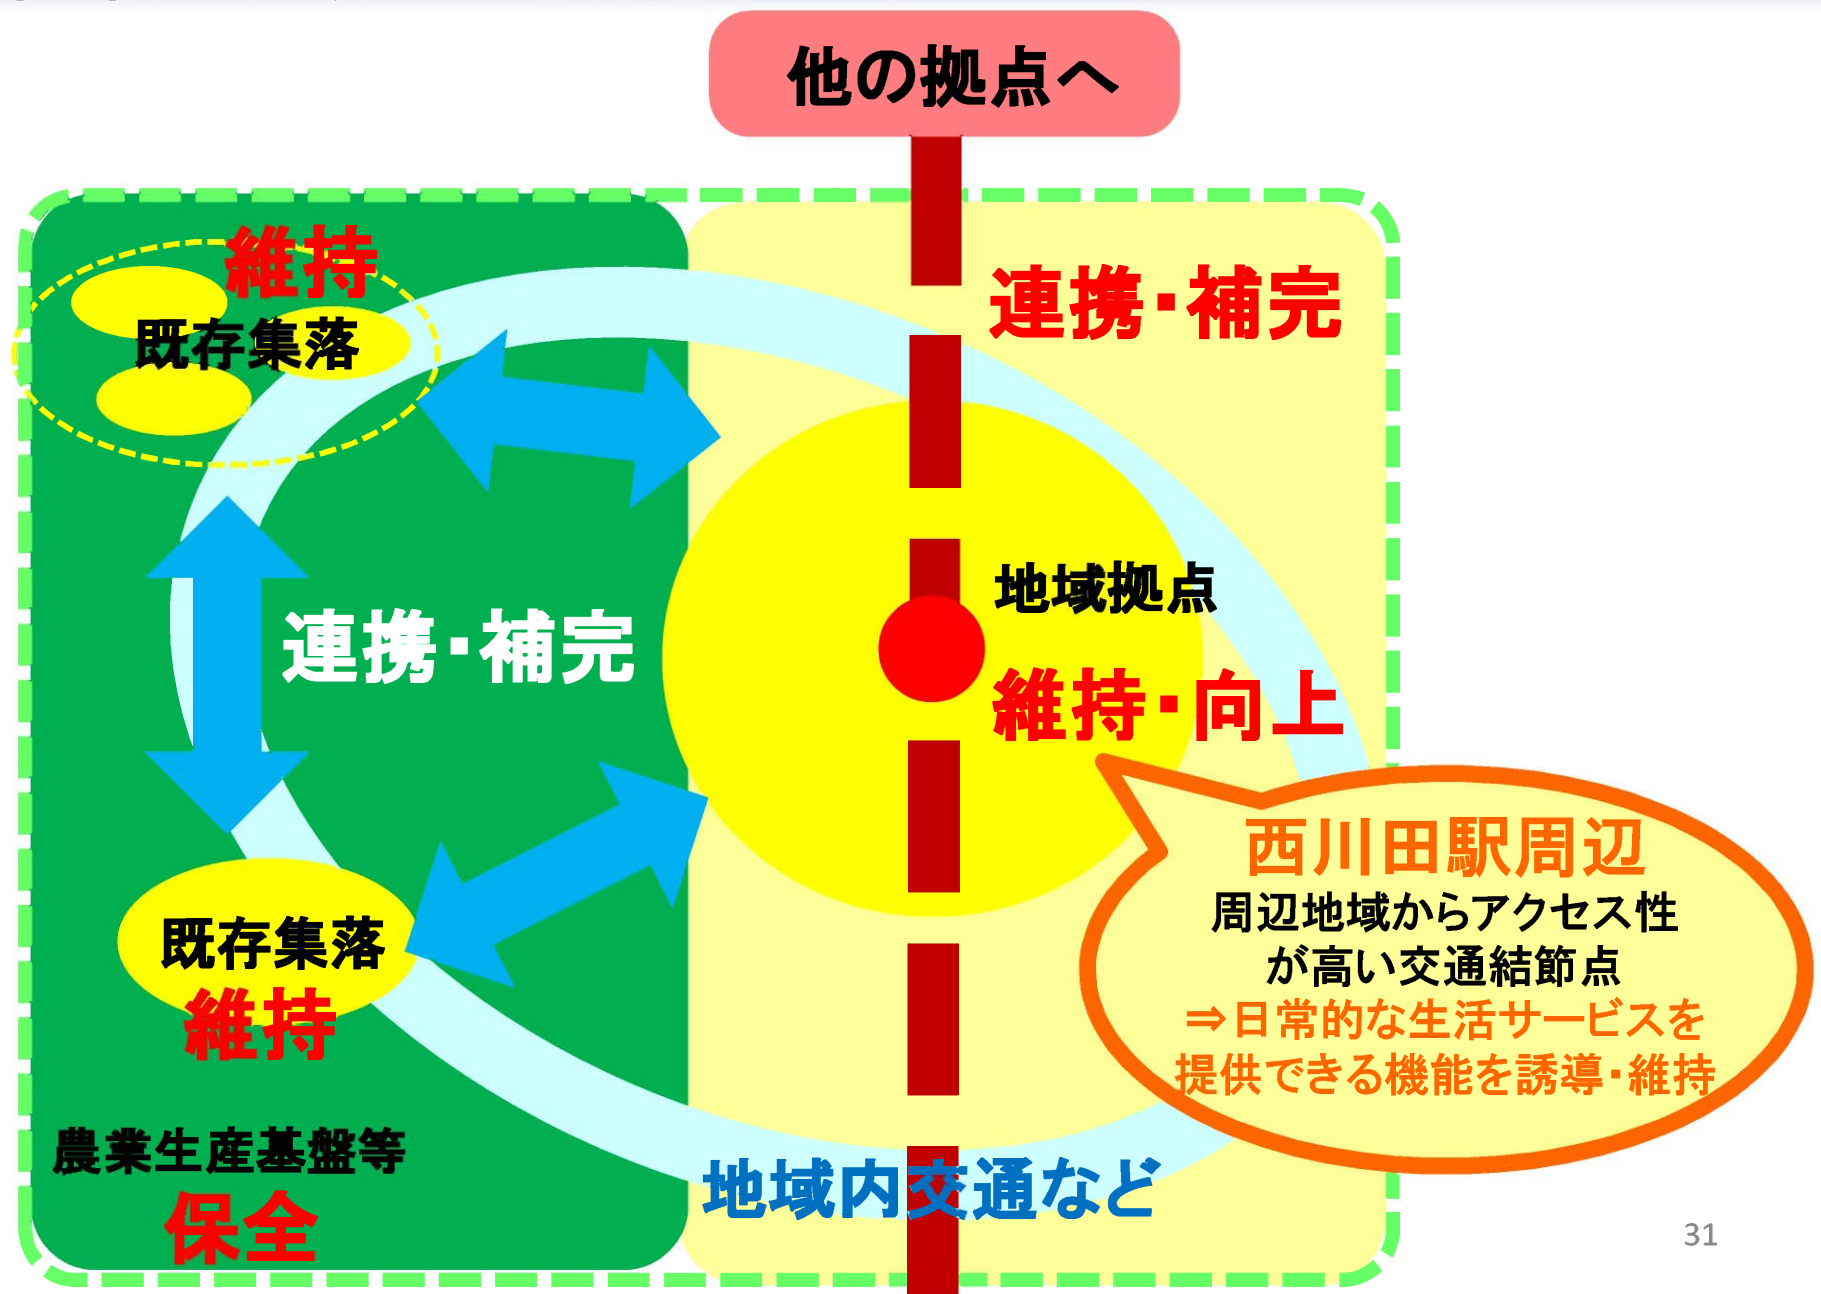 他の拠点へ
維持
既存集落
連携・補完
地域拠点
維持・向上
連携・補完
西川田駅周辺
周辺地域からアクセス性
が高い交通結節点
⇒日常的な生活サービスを
提供できる機能を誘導・維持
既存集落
維持
農業生産基盤等
保全
地域内交通など
31